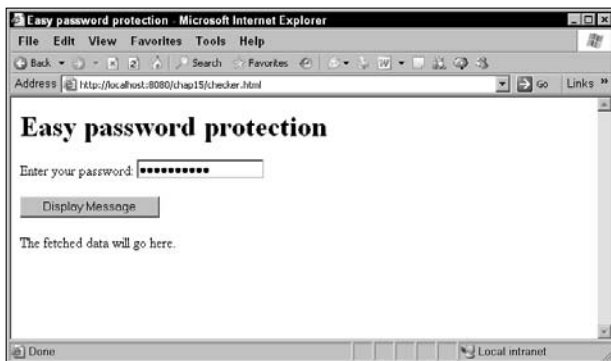 Easy password protection - Microsoft Internet Explorer
File Edit View Favorites Tools Help
Back Search Favorites
Address http://localhost:8080/chap15/checker.html Go Links »
Easy password protection
Enter your password: ••••••••••
Display Message
The fetched data will go here.
Done Local intranet